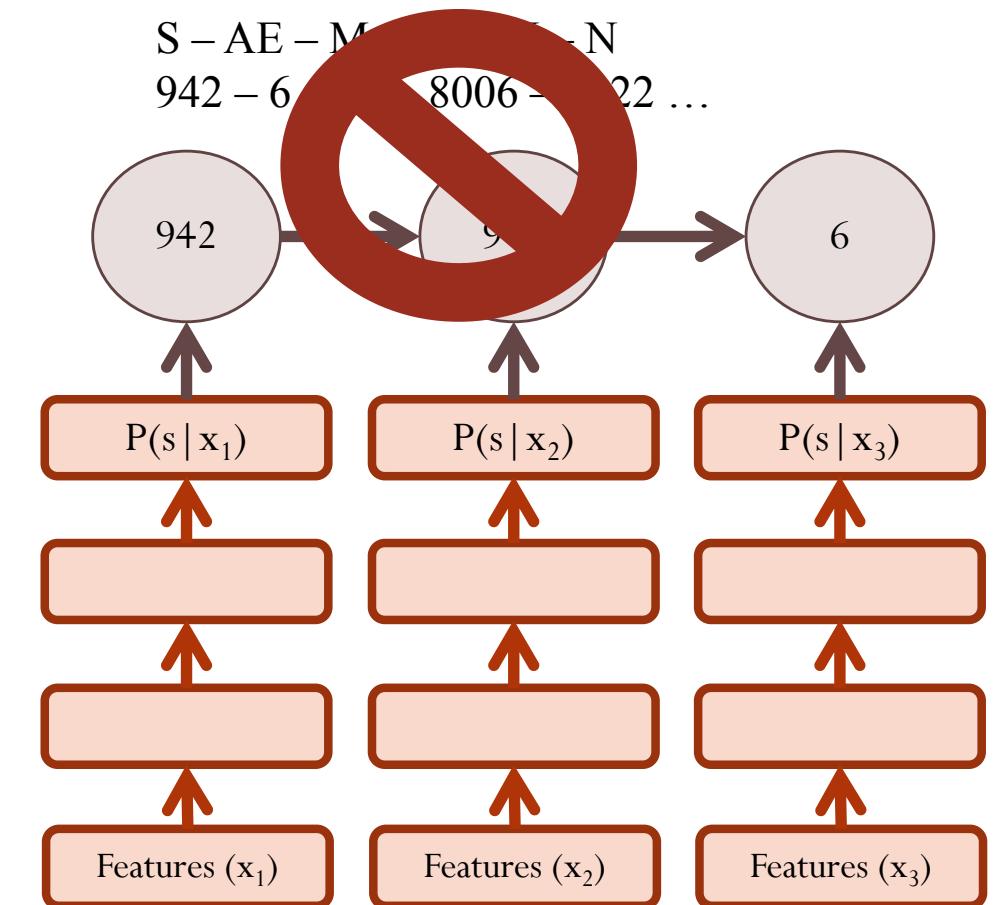 S – AE – M – N
942 – 6 8006 – 22 …
942 6
P(s|x₁) P(s|x₂) P(s|x₃)
Features (x₁) Features (x₂) Features (x₃)